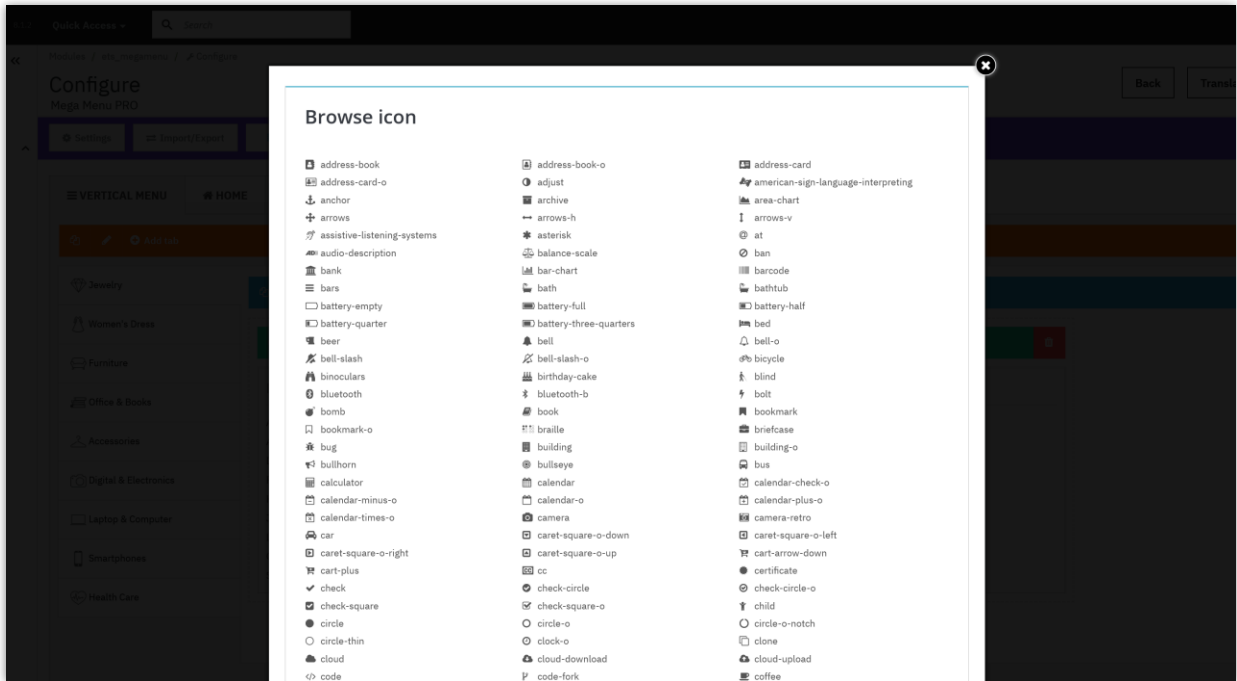 Quick Access
Search
Modules / ets_megamenu / Configure
Configure
Mega Menu PRO
Back
Transla
Settings
Import/Export
VERTICAL MENU
HOME
Add tab
Jewelry
Women's Dress
Furniture
Office & Books
Accessories
Digital & Electronics
Laptop & Computer
Smartphones
Health Care
Browse icon
address-book address-book-o address-card
address-card-o adjust american-sign-language-interpreting
anchor archive area-chart
arrows arrows-h arrows-v
assistive-listening-systems asterisk at
audio-description balance-scale ban
bank bar-chart barcode
bars bath bathtub
battery-empty battery-full battery-half
battery-quarter battery-three-quarters bed
beer bell bell-o
bell-slash bell-slash-o bicycle
binoculars birthday-cake blind
bluetooth bluetooth-b bolt
bomb book bookmark
bookmark-o braille briefcase
bug building building-o
bullhorn bullseye bus
calculator calendar calendar-check-o
calendar-minus-o calendar-o calendar-plus-o
calendar-times-o camera camera-retro
car caret-square-o-down caret-square-o-left
caret-square-o-right caret-square-o-up cart-arrow-down
cart-plus cc certificate
check check-circle check-circle-o
check-square check-square-o child
circle circle-o circle-o-notch
circle-thin clock-o clone
cloud cloud-download cloud-upload
code code-fork coffee